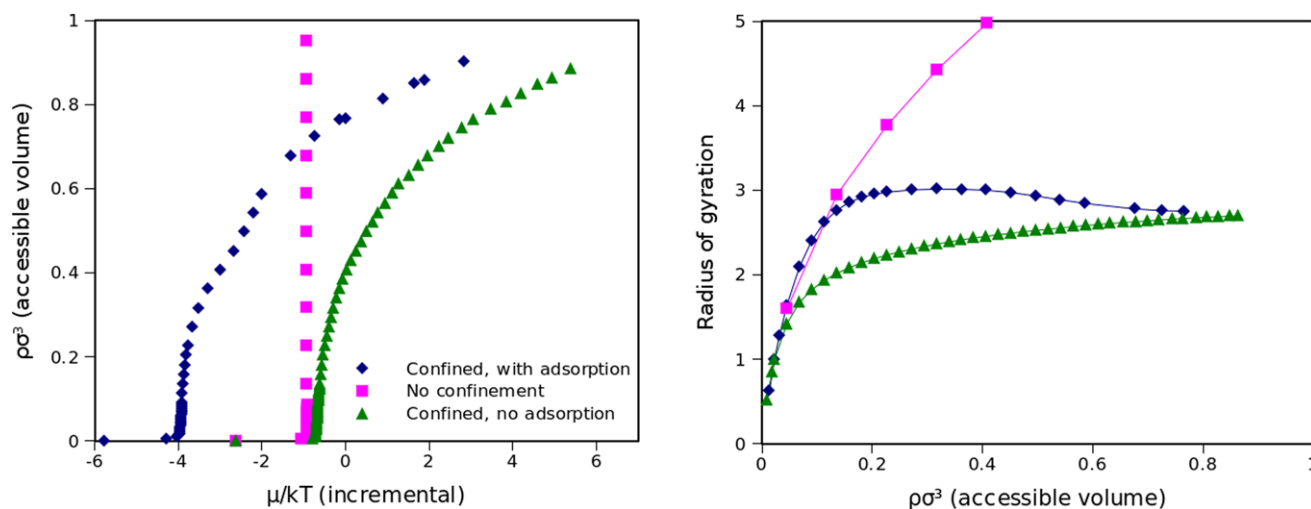 1
0.8
0.6
0.4
0.2
0
ρσ³ (accessible volume)
Confined, with adsorption
No confinement
Confined, no adsorption
-6 -4 -2 0 2 4 6
μ/kT (incremental)
5
4
3
2
1
0
Radius of gyration
0 0.2 0.4 0.6 0.8 1
ρσ³ (accessible volume)